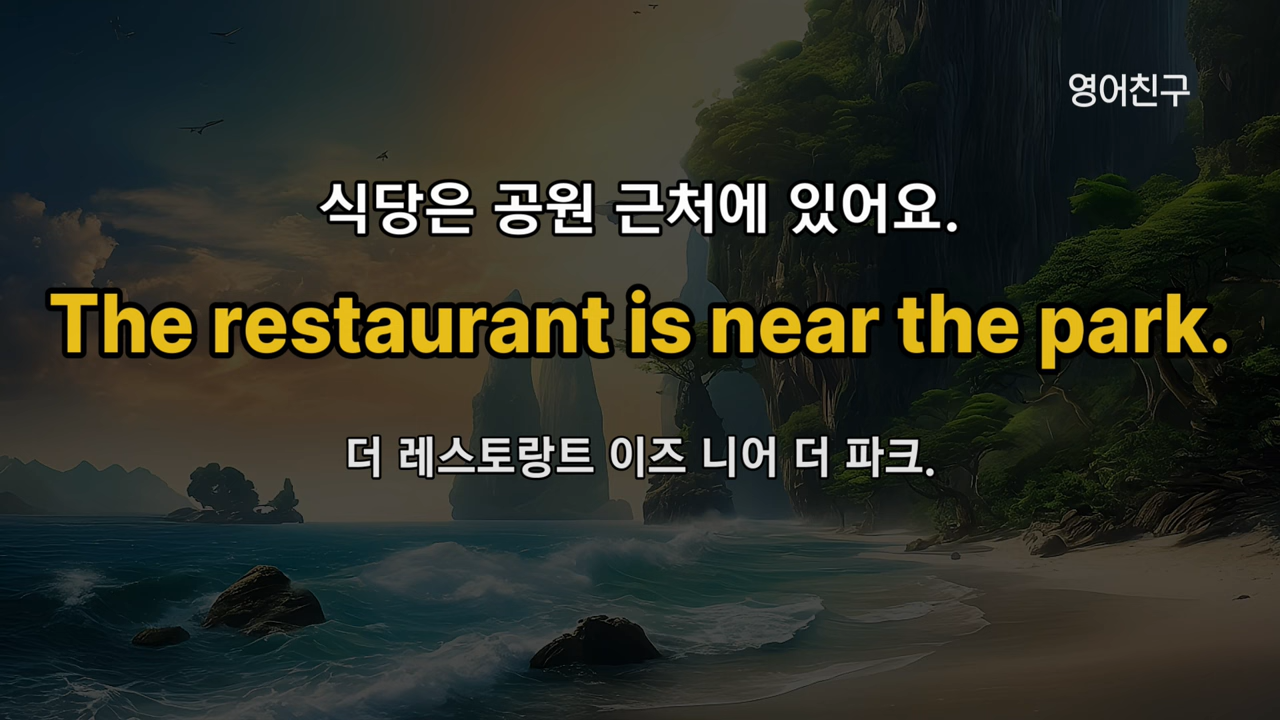 영어친구
식당은 공원 근처에 있어요.
The restaurant is near the park.
더 레스토랑트 이즈 니어 더 파크.